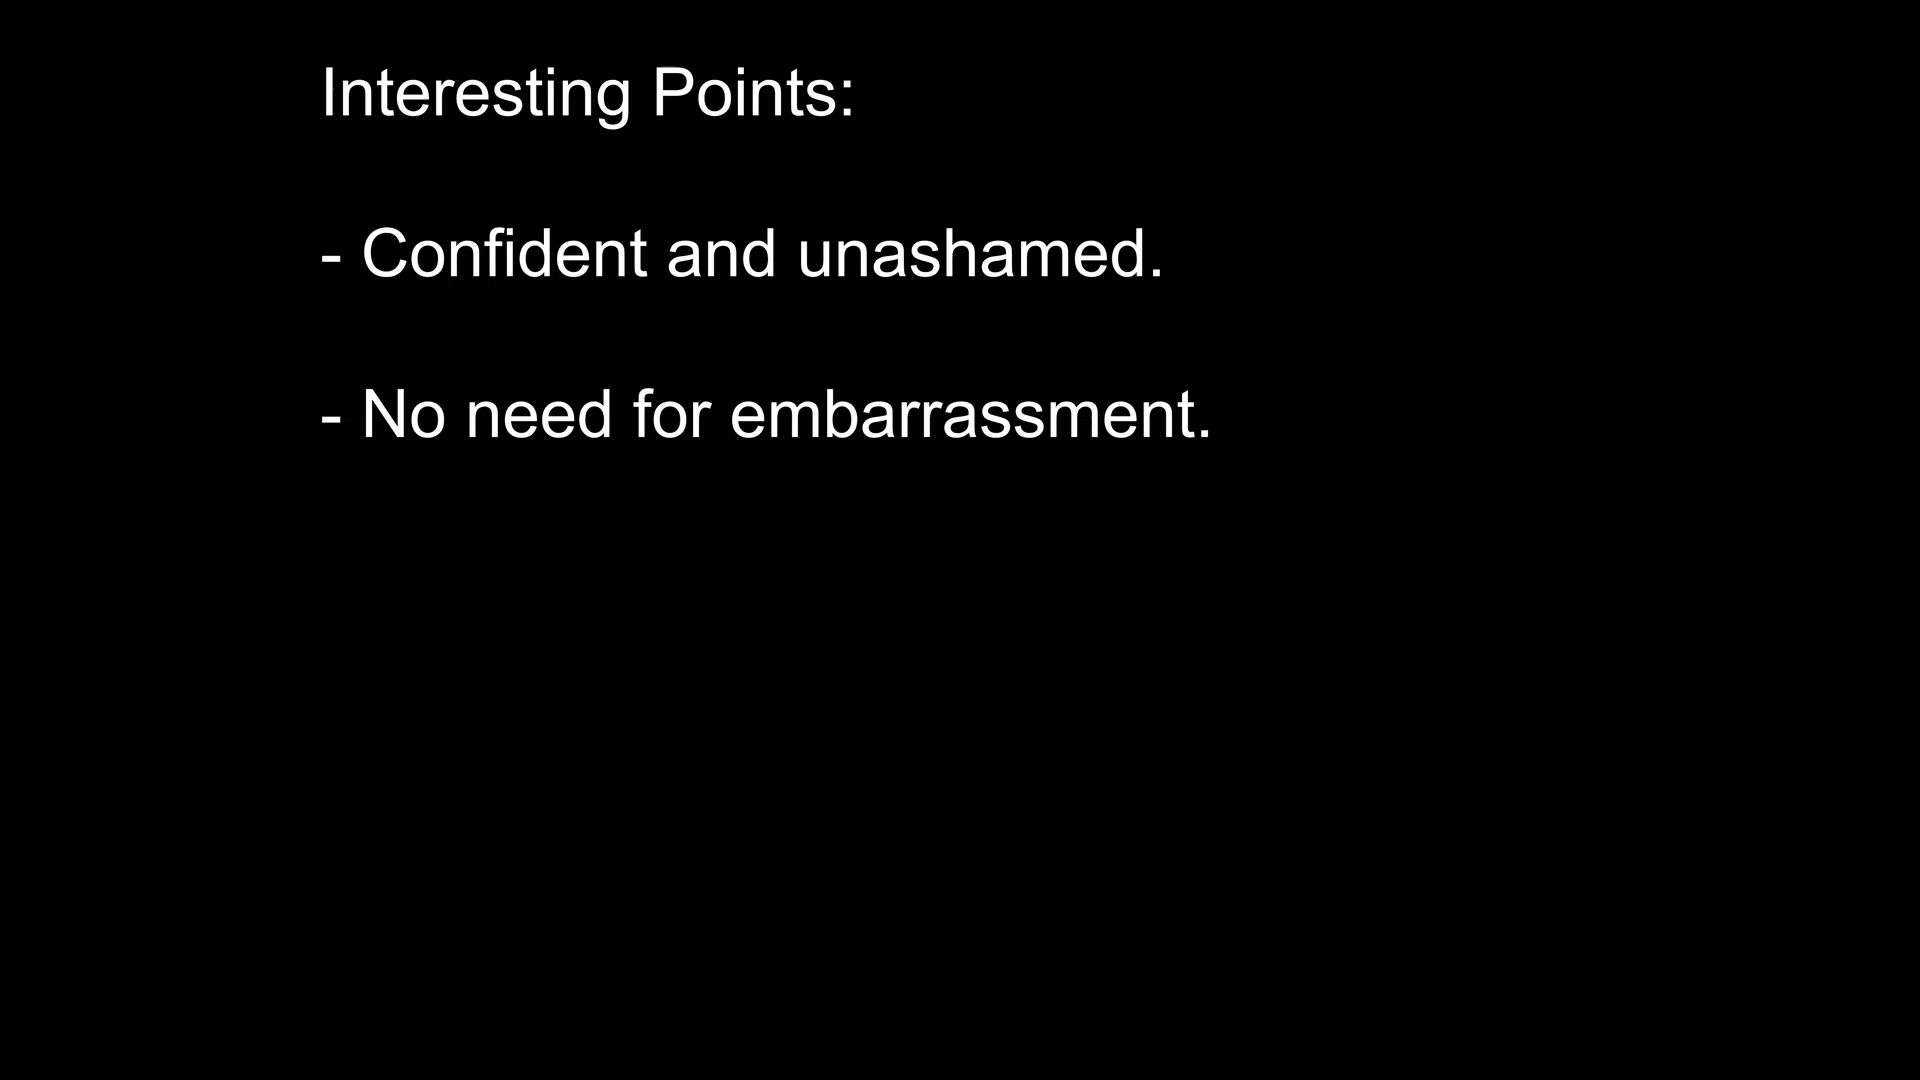 Interesting Points:
- Confident and unashamed.
- No need for embarrassment.